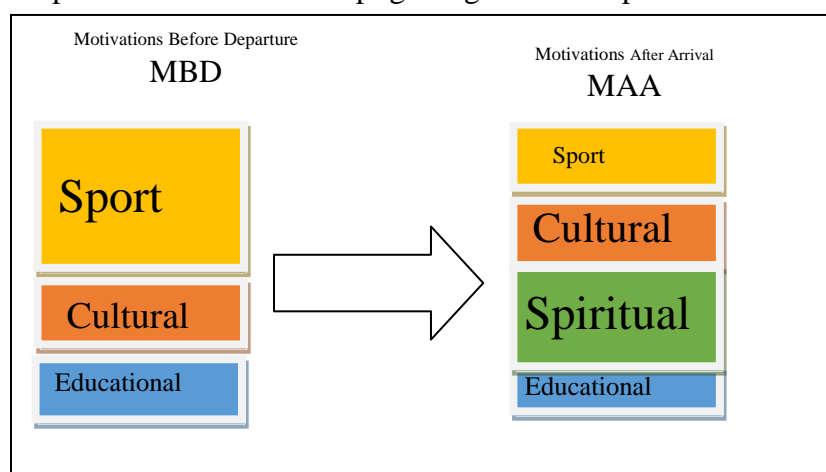 Motivations Before Departure
MBD
Sport
Cultural
Educational
Motivations After Arrival
MAA
Sport
Cultural
Spiritual
Educational